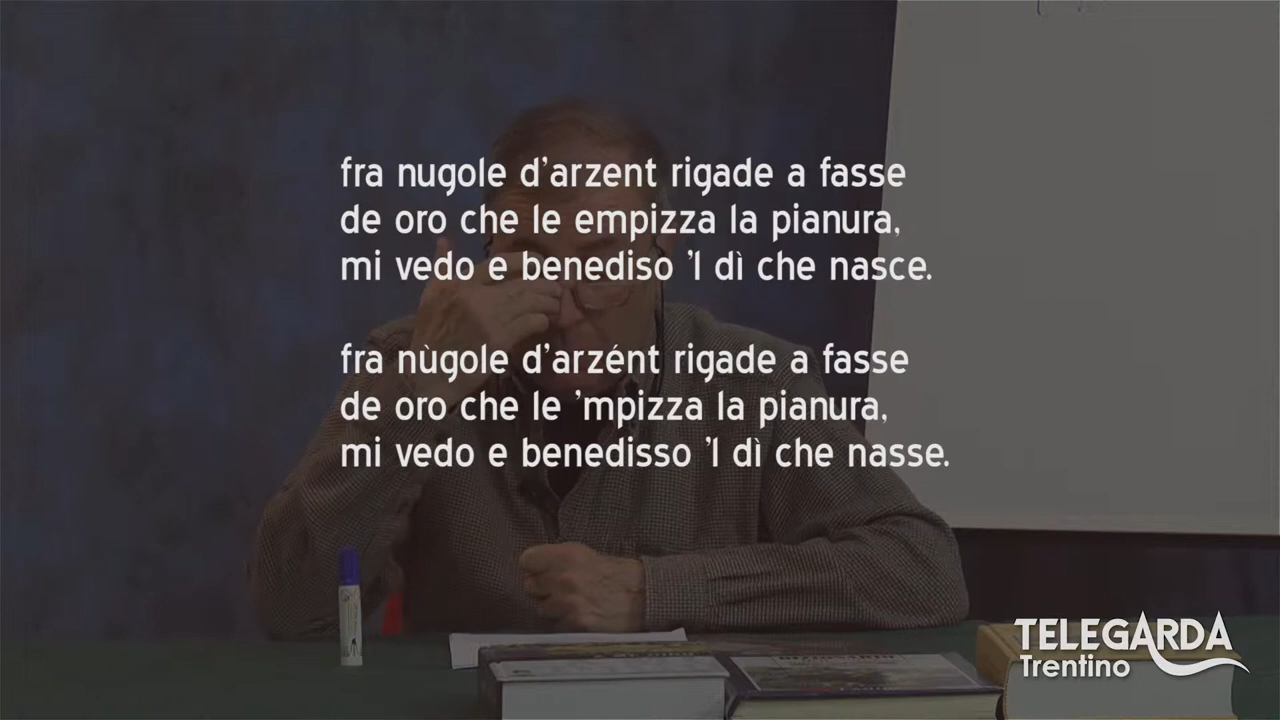 fra nugole d'arzent rigade a fasse
de oro che le empizza la pianura,
mi vedo e benediso 'l dì che nasce.
fra nùgole d'arzént rigade a fasse
de oro che le 'mpizza la pianura,
mi vedo e benedisso 'l dì che nasse.
TELEGARDA
Trentino